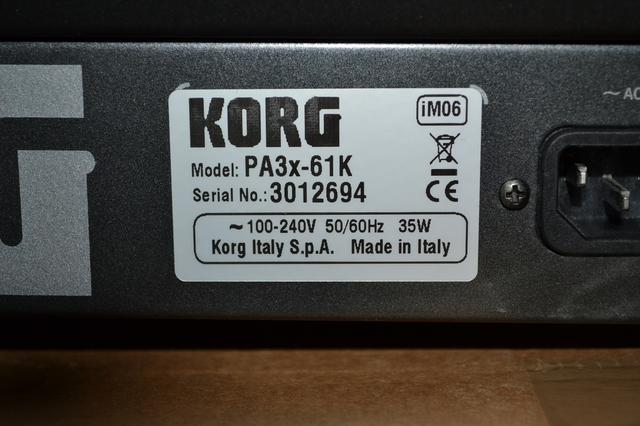 KORG
iM06
Model: PA3x-61K
Serial No.: 3012694
CE
~ 100-240V 50/60Hz 35W
Korg Italy S.p.A. Made in Italy
~ AC
G